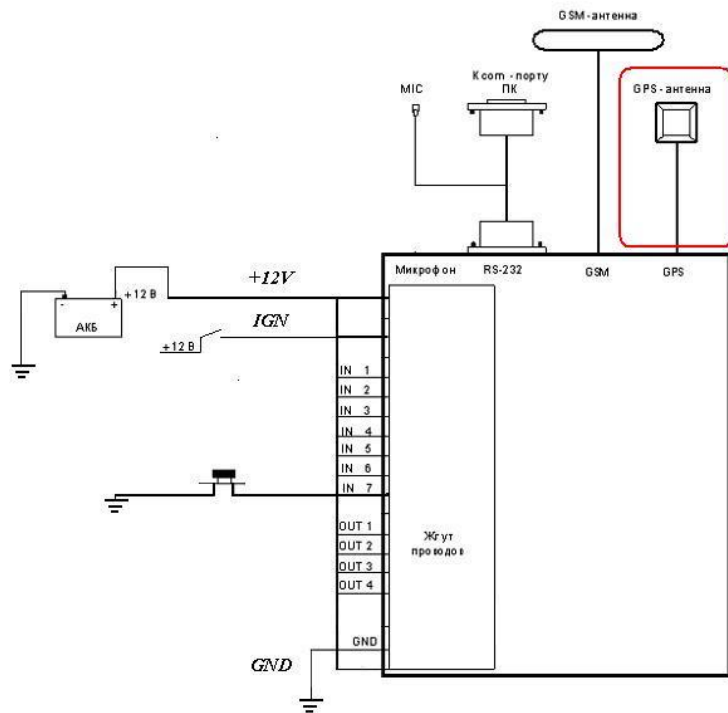 GSM-антенна
К com - порту
ПК
MIC
GPS-антенна
Микрофон
RS-232
GSM
GPS
+12V
- +
+12 В
АКБ
IGN
+12 В
IN 1
IN 2
IN 3
IN 4
IN 5
IN 6
IN 7
OUT 1
OUT 2
OUT 3
OUT 4
Жгут
проводов
GND
GND